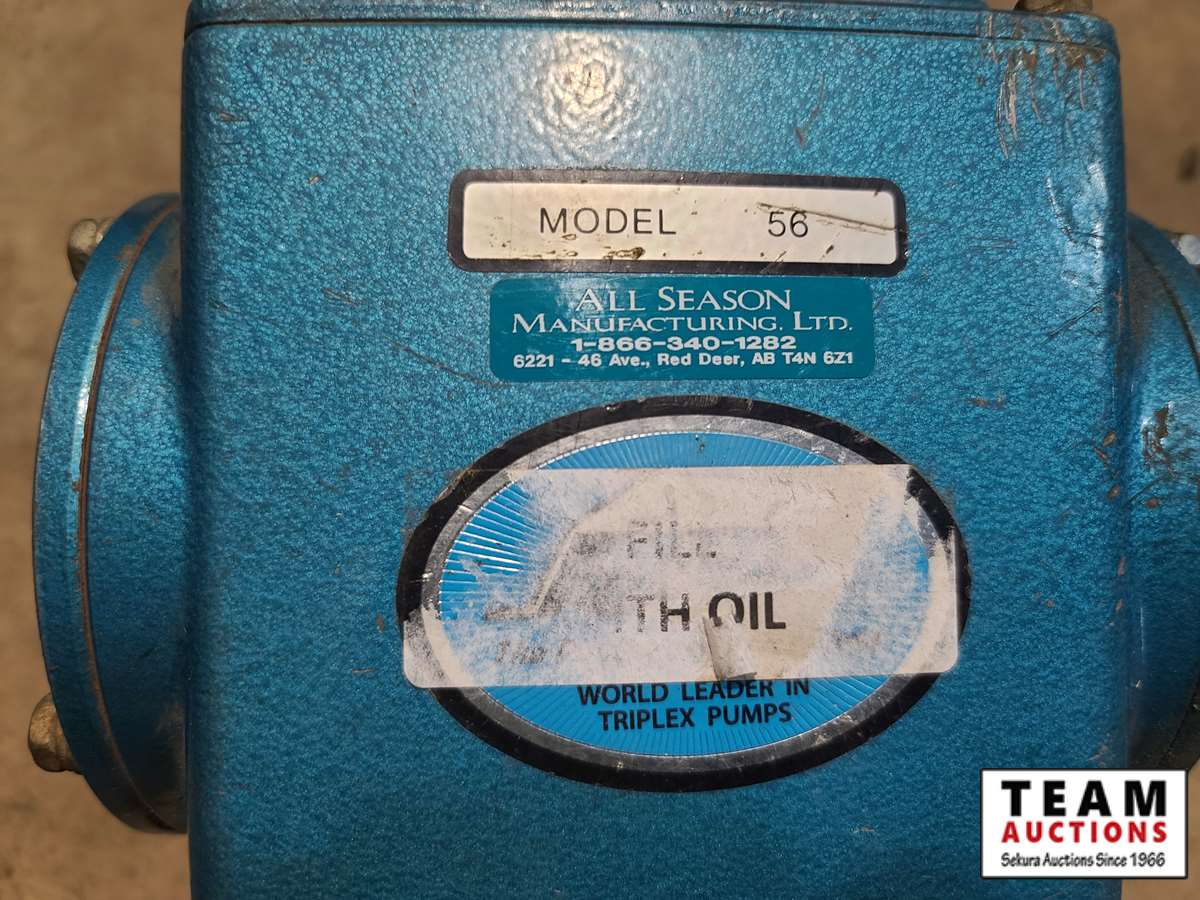 MODEL 56
ALL SEASON
MANUFACTURING, LTD.
1-866-340-1282
6221 - 46 Ave., Red Deer, AB T4N 6Z1
FILL
TH OIL
WORLD LEADER IN
TRIPLEX PUMPS
TEAM
AUCTIONS
Sekura Auctions Since 1966